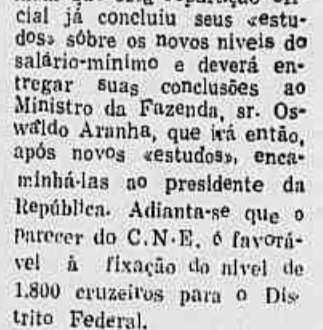 cial já concluiu seus «estu-
dos» sôbre os novos niveis do
salário-mínimo e deverá en-
tregar suas conclusões ao
Ministro da Fazenda, sr. Os-
waldo Aranha, que irá então,
após novos «estudos», enca-
minhá-las ao presidente da
República. Adianta-se que o
parecer do C.N.E. é favorá-
vel à fixação do nivel de
1.800 cruzeiros para o Dis
trito Federal.